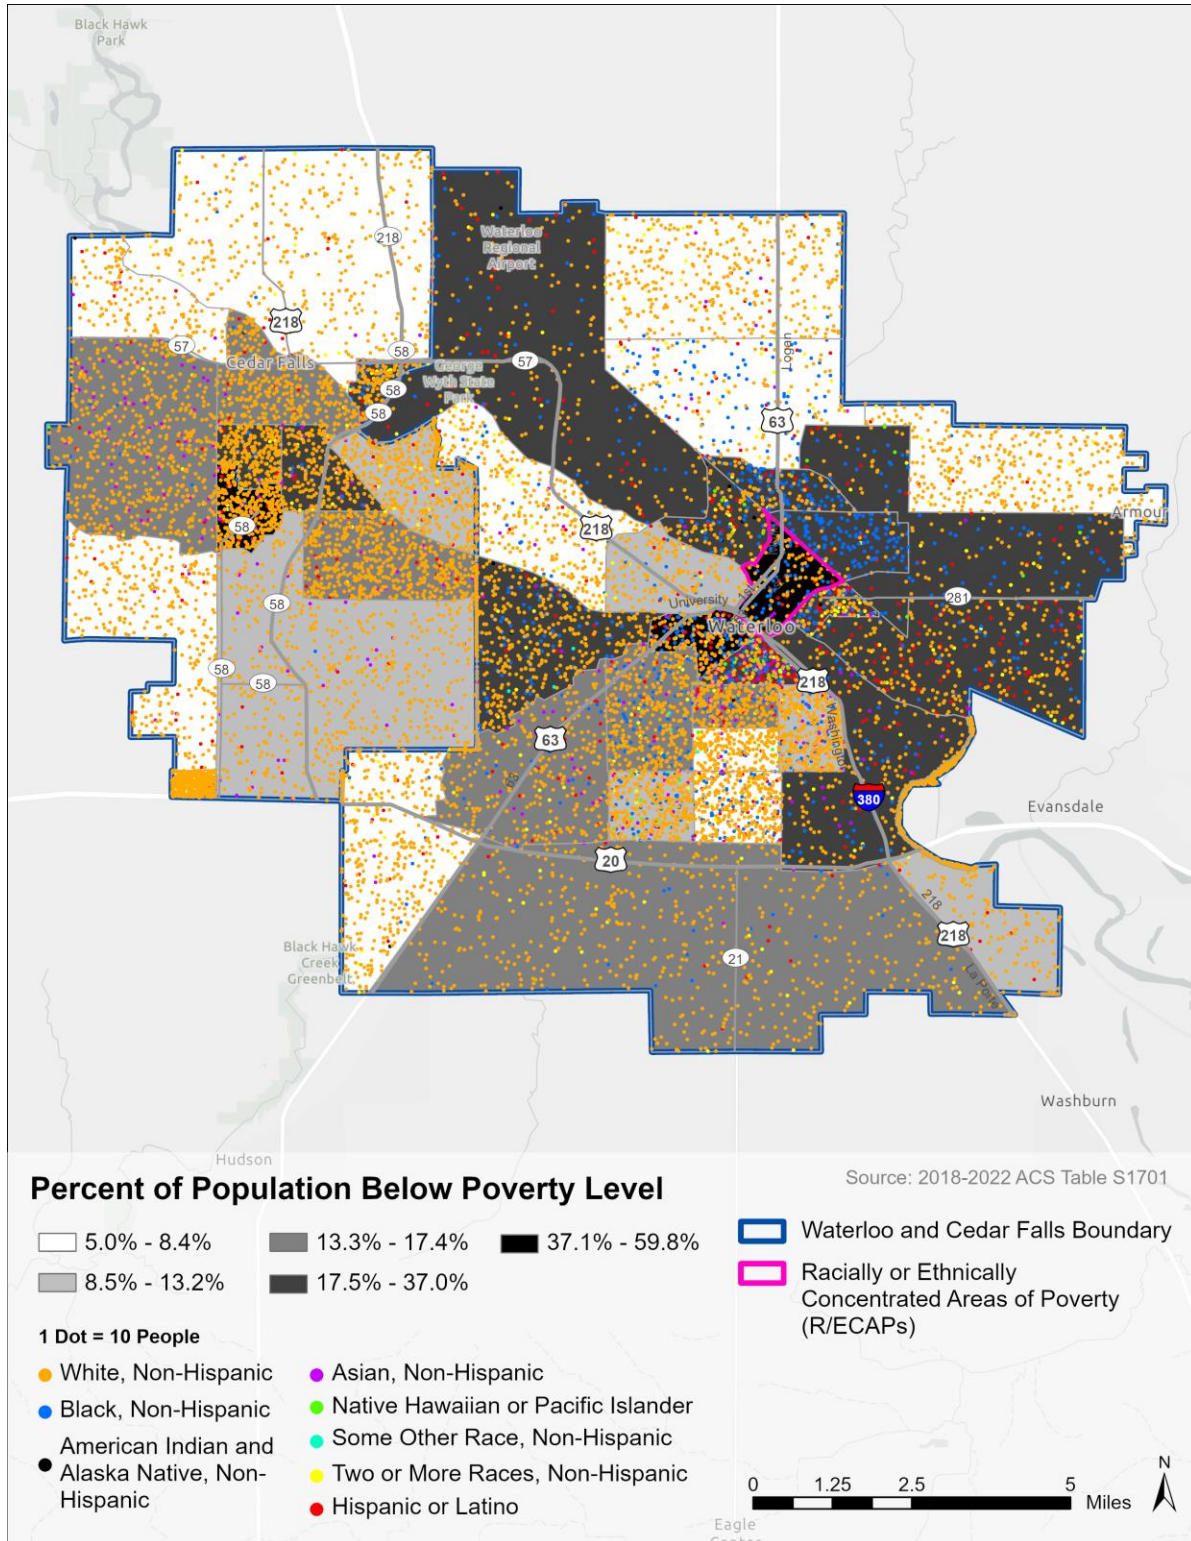 Black Hawk
Park
218
Waterloo
Regional
Airport
218
57
58
Cedar Falls
57
58
George
Wyth State
Park
58
Logan
63
58
218
Armour
58
University
281
Waterloo
58
58
218
63
Washington
380
Evansdale
20
218
218
Black Hawk
Creek
Greenbelt
21
La Porte
Washburn
Hudson
Percent of Population Below Poverty Level
5.0% - 8.4%
13.3% - 17.4%
37.1% - 59.8%
8.5% - 13.2%
17.5% - 37.0%
1 Dot = 10 People
White, Non-Hispanic
Black, Non-Hispanic
American Indian and
Alaska Native, Non-
Hispanic
Asian, Non-Hispanic
Native Hawaiian or Pacific Islander
Some Other Race, Non-Hispanic
Two or More Races, Non-Hispanic
Hispanic or Latino
Source: 2018-2022 ACS Table S1701
Waterloo and Cedar Falls Boundary
Racially or Ethnically
Concentrated Areas of Poverty
(R/ECAPs)
N
0 1.25 2.5 5
Miles
Eagle
Center